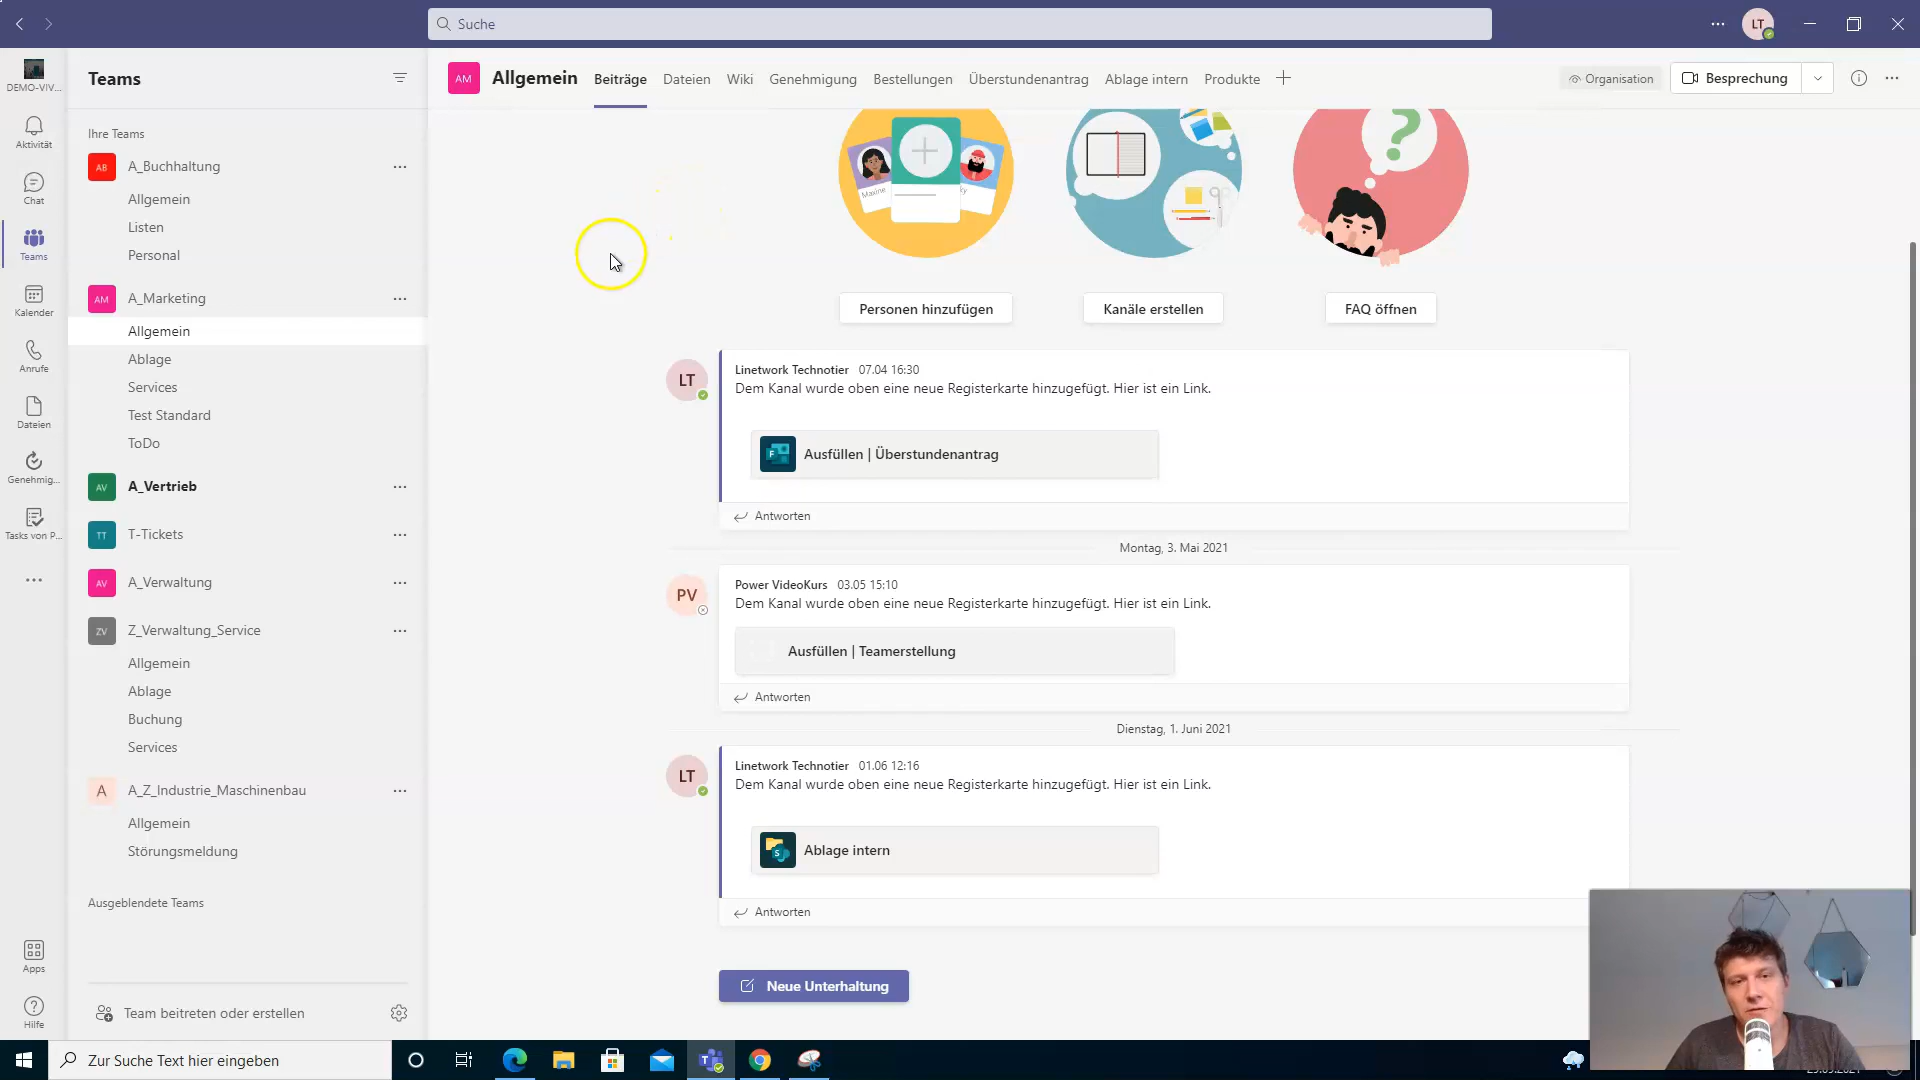 Suche
LT
DEMO-VIV...
Teams
AM
Allgemein
Beiträge
Dateien
Wiki
Genehmigung
Bestellungen
Überstundenantrag
Ablage intern
Produkte
Organisation
Besprechung
Aktivität
Chat
Teams
Kalender
Anrufe
Dateien
Genehmig...
Tasks von P...
Apps
Hilfe
Ihre Teams
AB
A_Buchhaltung
Allgemein
Listen
Personal
AM
A_Marketing
Allgemein
Ablage
Services
Test Standard
ToDo
AV
A_Vertrieb
TT
T-Tickets
AV
A_Verwaltung
ZV
Z_Verwaltung_Service
Allgemein
Ablage
Buchung
Services
A
A_Z_Industrie_Maschinenbau
Allgemein
Störungsmeldung
Ausgeblendete Teams
Team beitreten oder erstellen
Maxine
Personen hinzufügen
Kanäle erstellen
FAQ öffnen
LT
Linetwork Technotier 07.04 16:30
Dem Kanal wurde oben eine neue Registerkarte hinzugefügt. Hier ist ein Link.
Ausfüllen | Überstundenantrag
Antworten
Montag, 3. Mai 2021
PV
Power VideoKurs 03.05 15:10
Dem Kanal wurde oben eine neue Registerkarte hinzugefügt. Hier ist ein Link.
Ausfüllen | Teamerstellung
Antworten
Dienstag, 1. Juni 2021
LT
Linetwork Technotier 01.06 12:16
Dem Kanal wurde oben eine neue Registerkarte hinzugefügt. Hier ist ein Link.
Ablage intern
Antworten
Neue Unterhaltung
Zur Suche Text hier eingeben